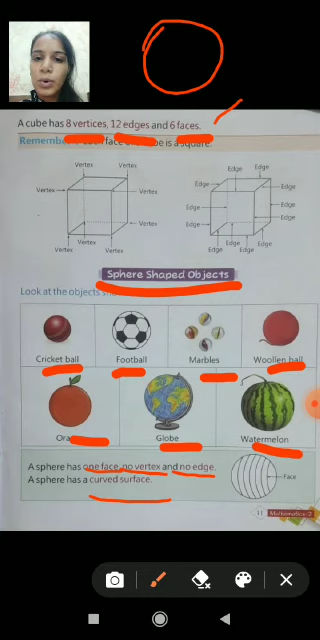 A cube has 8 vertices, 12 edges and 6 faces.
Remember face is a square.
Vertex Vertex
Vertex
Vertex
Vertex
Vertex
Vertex Vertex
Edge Edge
Edge
Edge
Edge
Edge
Edge
Edge
Edge Edge Edge Edge
Sphere Shaped Objects
Look at the objects
Cricket ball Football Marbles Woollen ball
Globe Watermelon
A sphere has one face, no vertex and no edge.
A sphere has a curved surface.
Face
11 Mathematics-2